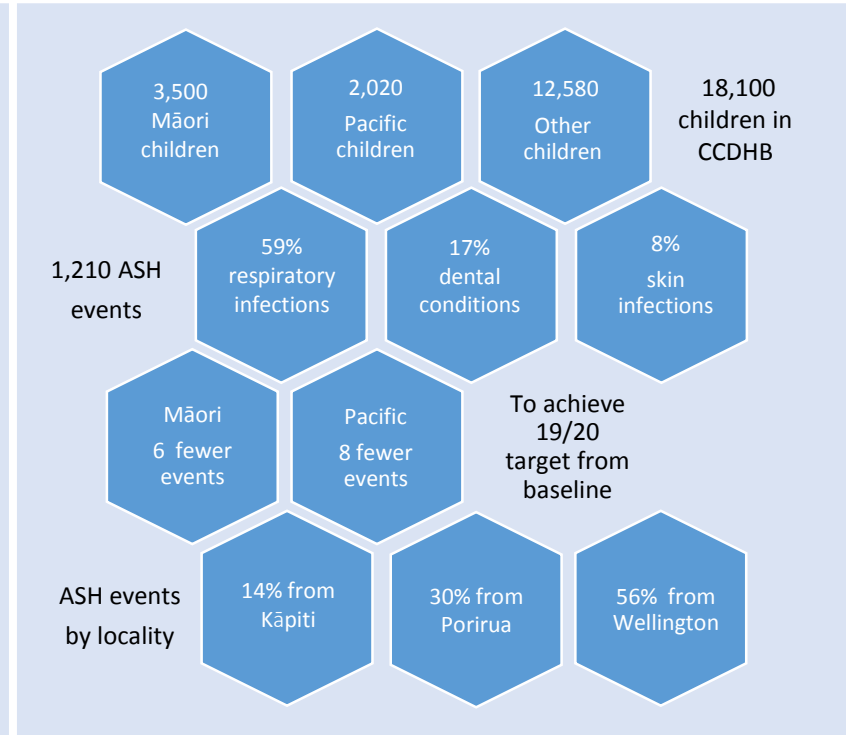 3,500
Māori
children
2,020
Pacific
children
12,580
Other
children
18,100
children in
CCDHB
1,210 ASH
events
59%
respiratory
infections
17%
dental
conditions
8%
skin
infections
Māori
6 fewer
events
Pacific
8 fewer
events
To achieve
19/20
target from
baseline
ASH events
by locality
14% from
Kāpiti
30% from
Porirua
56% from
Wellington